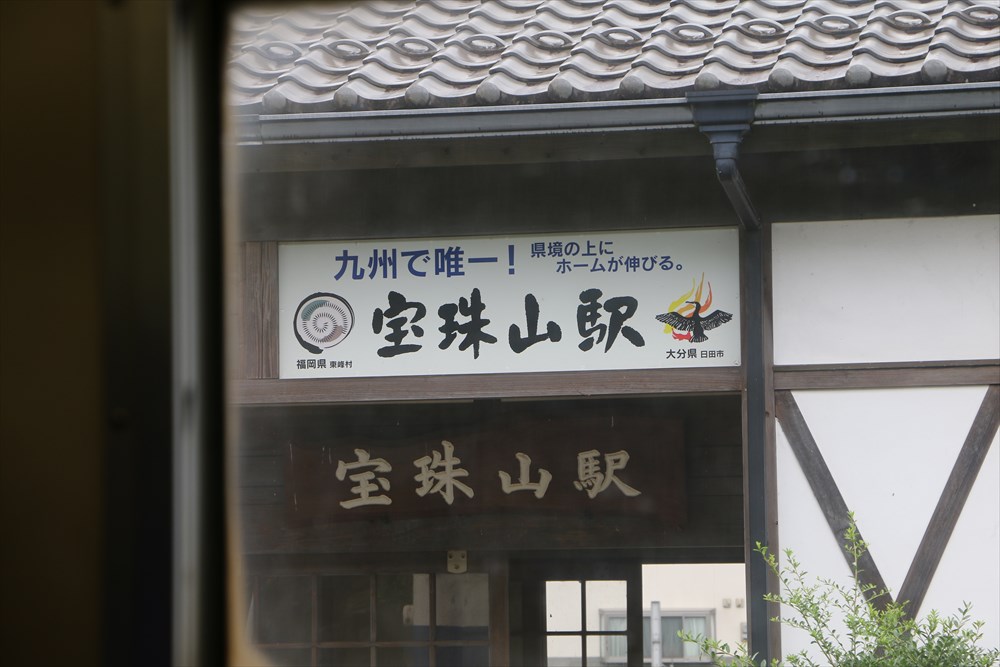 九州で唯一！
県境の上に
ホームが伸びる。
宝珠山駅
福岡県 東峰村
大分県 日田市
宝珠山駅